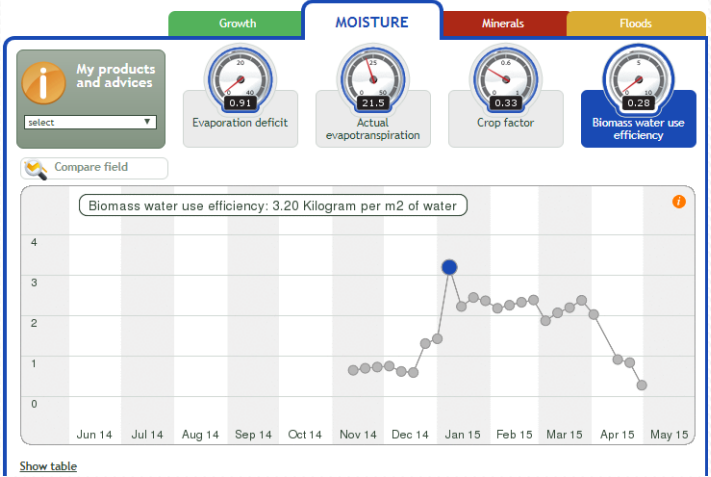 Growth
MOISTURE
Minerals
Floods
My products
and advices
select
20
0 40
0.91
Evaporation deficit
25
0 50
21.5
Actual
evapotranspiration
0.6
0 1
0.33
Crop factor
5
0 10
0.28
Biomass water use
efficiency
Compare field
Biomass water use efficiency: 3.20 Kilogram per m2 of water
4
3
2
1
0
Jun 14 Jul 14 Aug 14 Sep 14 Oct 14 Nov 14 Dec 14 Jan 15 Feb 15 Mar 15 Apr 15 May 15
Show table